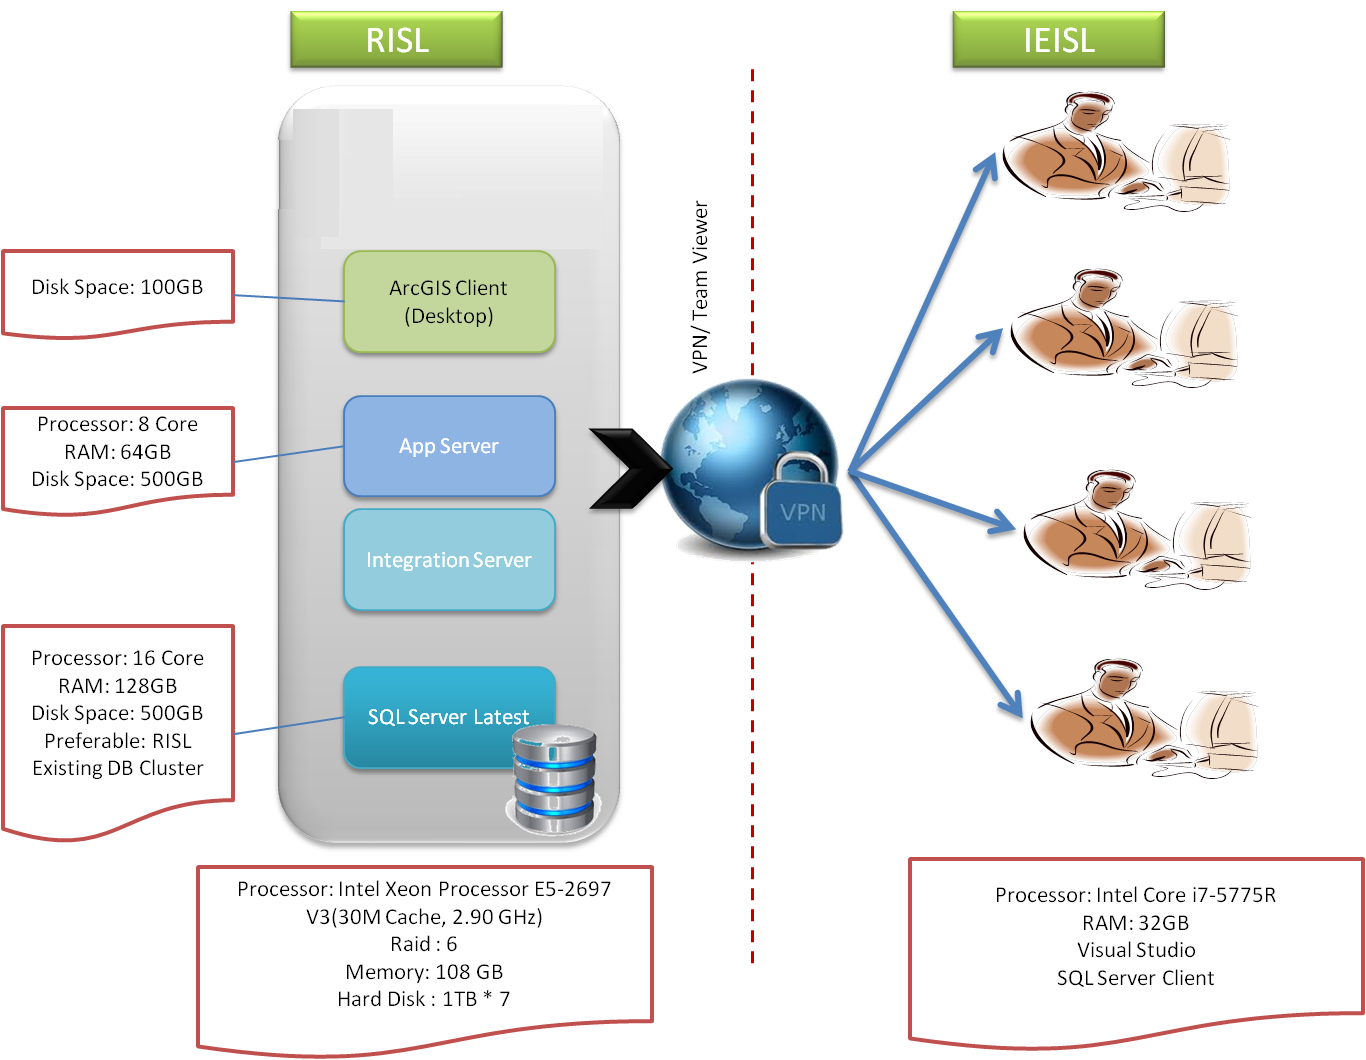 RISL
IEISL
VPN/ Team Viewer
Disk Space: 100GB
ArcGIS Client
(Desktop)
Processor: 8 Core
RAM: 64GB
Disk Space: 500GB
App Server
VPN
Integration Server
Processor: 16 Core
RAM: 128GB
Disk Space: 500GB
Preferable: RISL
Existing DB Cluster
SQL Server Latest
Processor: Intel Xeon Processor E5-2697
V3(30M Cache, 2.90 GHz)
Raid : 6
Memory: 108 GB
Hard Disk : 1TB * 7
Processor: Intel Core i7-5775R
RAM: 32GB
Visual Studio
SQL Server Client